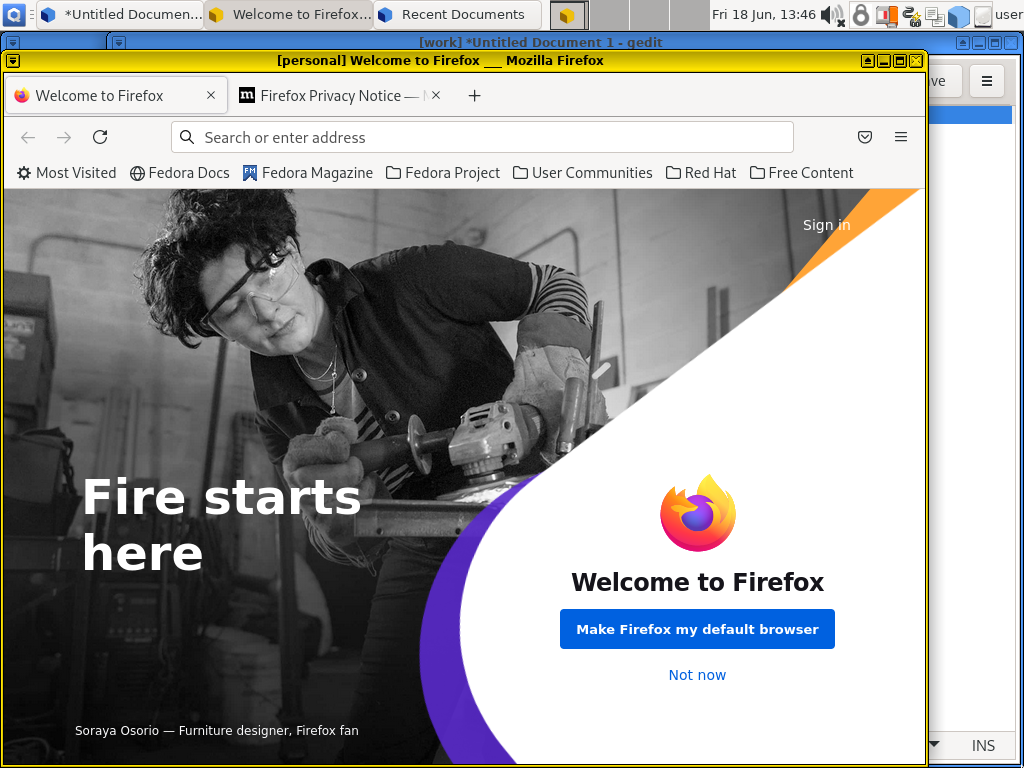 *Untitled Documen...
Welcome to Firefox...
Recent Documents
Fri 18 Jun, 13:46
user
[work] *Untitled Document 1 - gedit
[personal] Welcome to Firefox ___ Mozilla Firefox
Welcome to Firefox
Firefox Privacy Notice —
Search or enter address
Most Visited
Fedora Docs
Fedora Magazine
Fedora Project
User Communities
Red Hat
Free Content
Sign in
Fire starts
here
Welcome to Firefox
Make Firefox my default browser
Not now
Soraya Osorio — Furniture designer, Firefox fan
INS